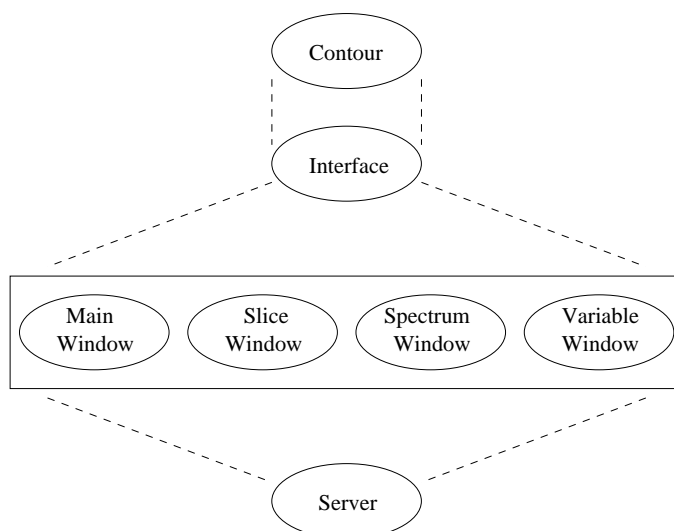 Contour
Interface
Main
Window
Slice
Window
Spectrum
Window
Variable
Window
Server